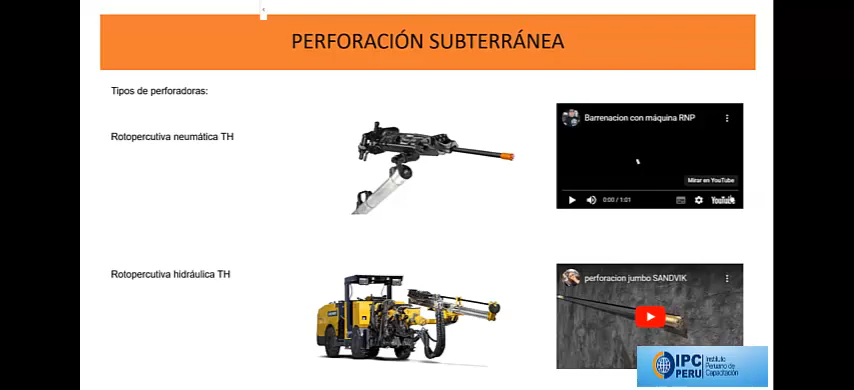 PERFORACIÓN SUBTERRÁNEA
Tipos de perforadoras:
Rotopercutiva neumática TH
Barrenacion con máquina RNP
Mirar en YouTube
0:00 / 1:01
YouTube
Rotopercutiva hidráulica TH
perforacion jumbo SANDVIK
IPC
PERU
Instituto
Peruano de
Capacitación